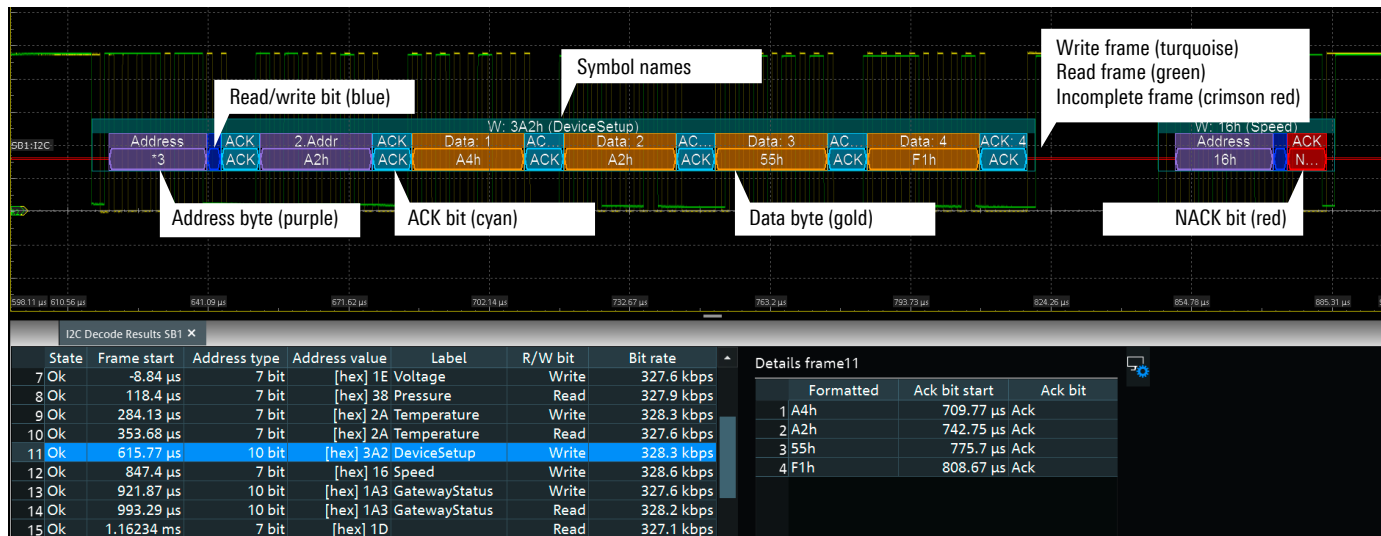 Write frame (turquoise)
Read frame (green)
Incomplete frame (crimson red)
Symbol names
Read/write bit (blue)
W: 3A2h (DeviceSetup)
W: 16h (Speed)
SB1:I2C
Address ACK 2.Addr ACK Data: 1 AC... Data: 2 AC... Data: 3 AC... Data: 4 ACK: 4 Address ACK
*3 ACK A2h ACK A4h ACK A2h ACK 55h ACK F1h ACK 16h N...
Address byte (purple) ACK bit (cyan) Data byte (gold) NACK bit (red)
598.11 µs 610.56 µs 641.09 µs 671.62 µs 702.14 µs 732.67 µs 763.2 µs 793.73 µs 824.26 µs 854.78 µs 885.31 µs
I2C Decode Results SB1 ×
State Frame start Address type Address value Label R/W bit Bit rate
7 Ok -8.84 µs 7 bit [hex] 1E Voltage Write 327.6 kbps
8 Ok 118.4 µs 7 bit [hex] 38 Pressure Read 327.9 kbps
9 Ok 284.13 µs 7 bit [hex] 2A Temperature Write 328.3 kbps
10 Ok 353.68 µs 7 bit [hex] 2A Temperature Read 327.6 kbps
11 Ok 615.77 µs 10 bit [hex] 3A2 DeviceSetup Write 328.3 kbps
12 Ok 847.4 µs 7 bit [hex] 16 Speed Write 328.6 kbps
13 Ok 921.87 µs 10 bit [hex] 1A3 GatewayStatus Write 327.6 kbps
14 Ok 993.29 µs 10 bit [hex] 1A3 GatewayStatus Read 328.2 kbps
15 Ok 1.16234 ms 7 bit [hex] 1D Read 327.1 kbps
Details frame11
Formatted Ack bit start Ack bit
1 A4h 709.77 µs Ack
2 A2h 742.75 µs Ack
3 55h 775.7 µs Ack
4 F1h 808.67 µs Ack